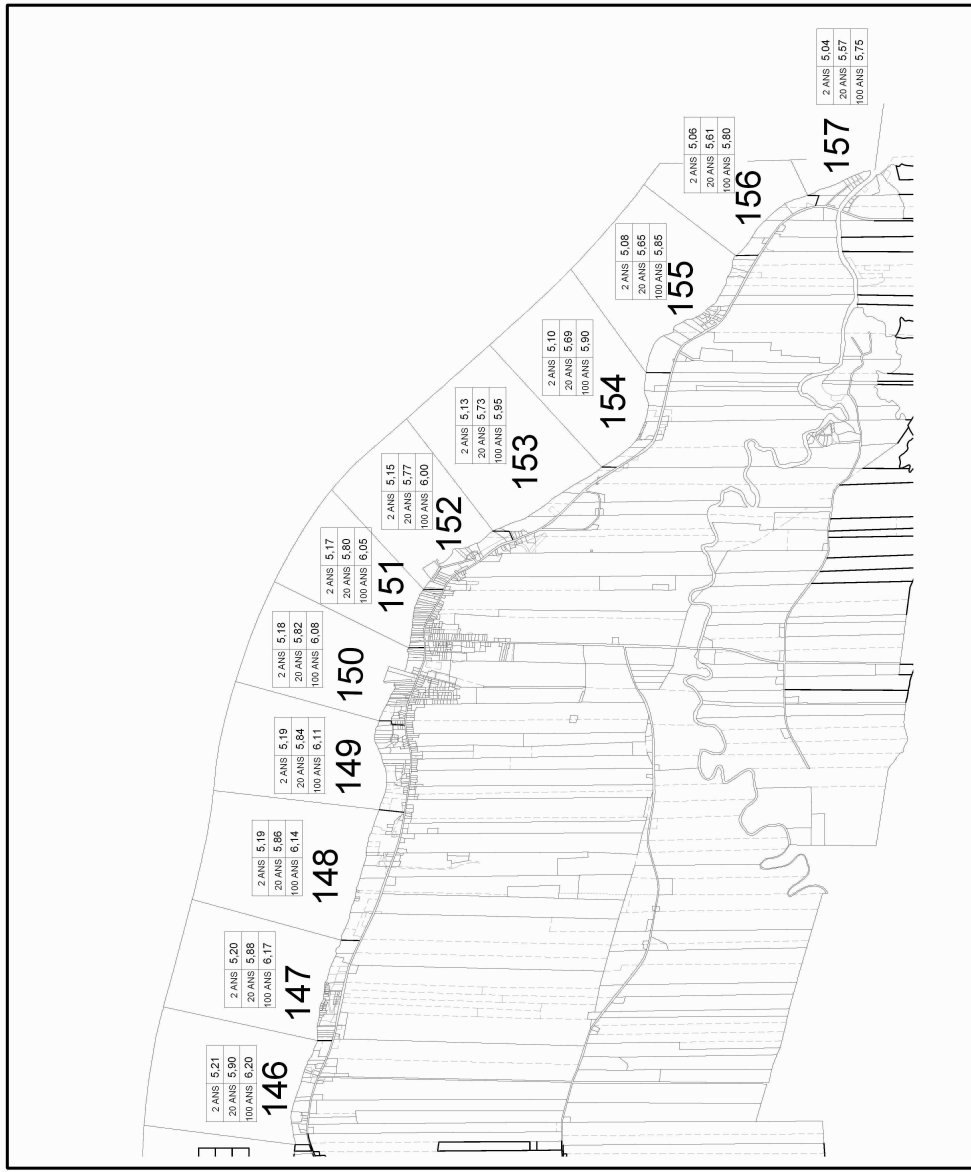 2 ANS 5,21
20 ANS 5,90
100 ANS 6,20
146
2 ANS 5,20
20 ANS 5,88
100 ANS 6,17
147
2 ANS 5,19
20 ANS 5,86
100 ANS 6,14
148
2 ANS 5,19
20 ANS 5,84
100 ANS 6,11
149
2 ANS 5,18
20 ANS 5,82
100 ANS 6,08
150
2 ANS 5,17
20 ANS 5,80
100 ANS 6,05
151
2 ANS 5,15
20 ANS 5,77
100 ANS 6,00
152
2 ANS 5,13
20 ANS 5,73
100 ANS 5,95
153
2 ANS 5,10
20 ANS 5,69
100 ANS 5,90
154
2 ANS 5,08
20 ANS 5,65
100 ANS 5,85
155
2 ANS 5,06
20 ANS 5,61
100 ANS 5,80
156
2 ANS 5,04
20 ANS 5,57
100 ANS 5,75
157